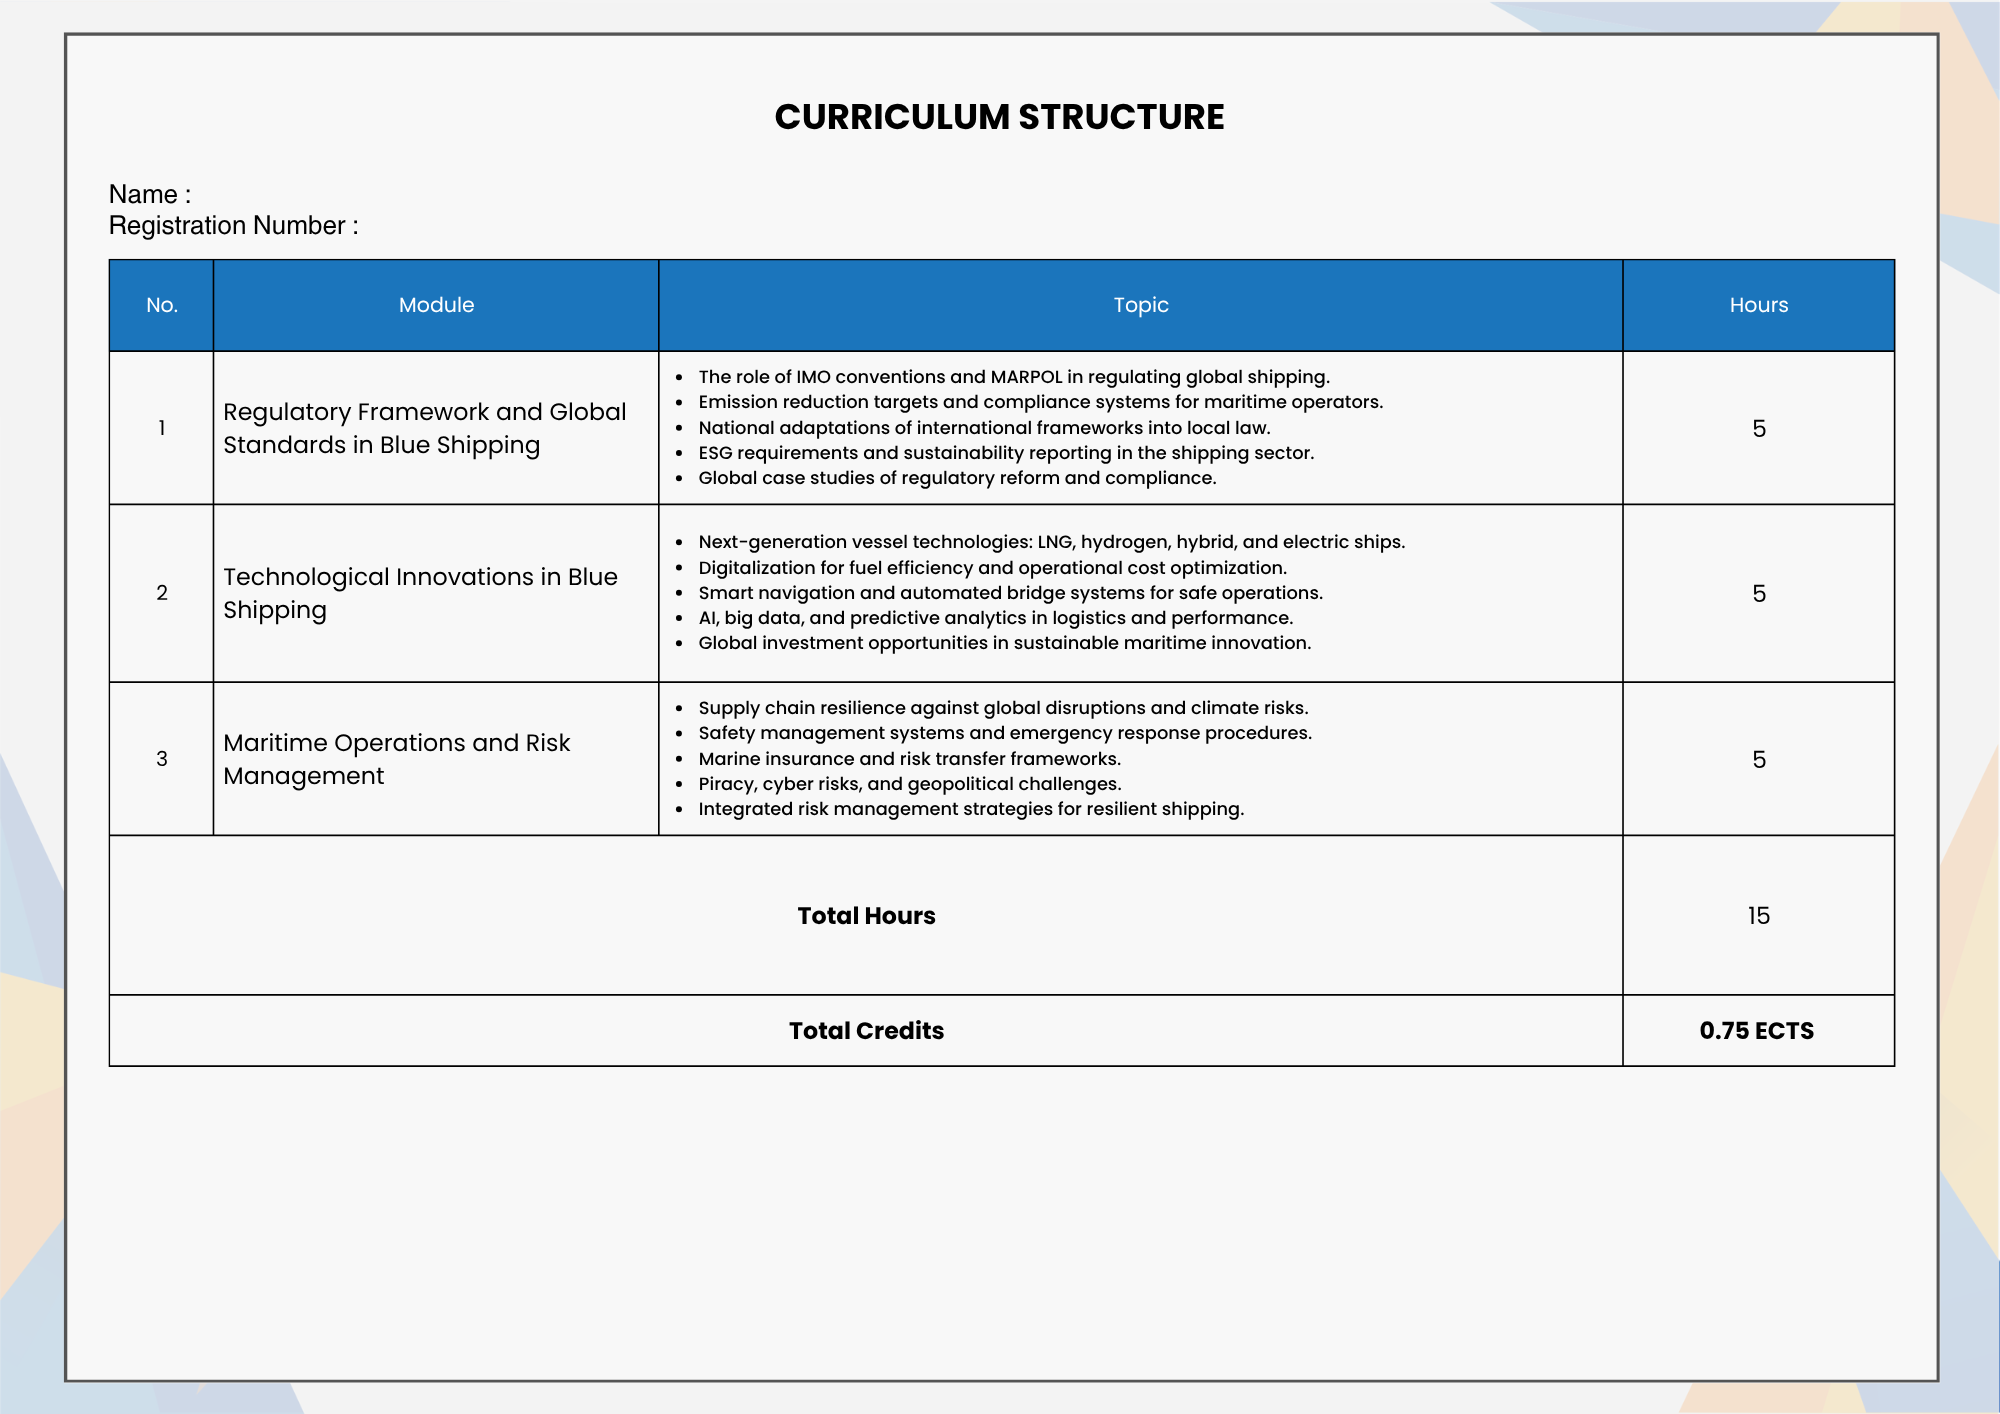 CURRICULUM STRUCTURE
Name :
Registration Number :
No. Module Topic Hours
1
Regulatory Framework and Global
Standards in Blue Shipping
• The role of IMO conventions and MARPOL in regulating global shipping.
• Emission reduction targets and compliance systems for maritime operators.
• National adaptations of international frameworks into local law.
• ESG requirements and sustainability reporting in the shipping sector.
• Global case studies of regulatory reform and compliance.
5
2
Technological Innovations in Blue
Shipping
• Next-generation vessel technologies: LNG, hydrogen, hybrid, and electric ships.
• Digitalization for fuel efficiency and operational cost optimization.
• Smart navigation and automated bridge systems for safe operations.
• AI, big data, and predictive analytics in logistics and performance.
• Global investment opportunities in sustainable maritime innovation.
5
3
Maritime Operations and Risk
Management
• Supply chain resilience against global disruptions and climate risks.
• Safety management systems and emergency response procedures.
• Marine insurance and risk transfer frameworks.
• Piracy, cyber risks, and geopolitical challenges.
• Integrated risk management strategies for resilient shipping.
5
Total Hours 15
Total Credits 0.75 ECTS